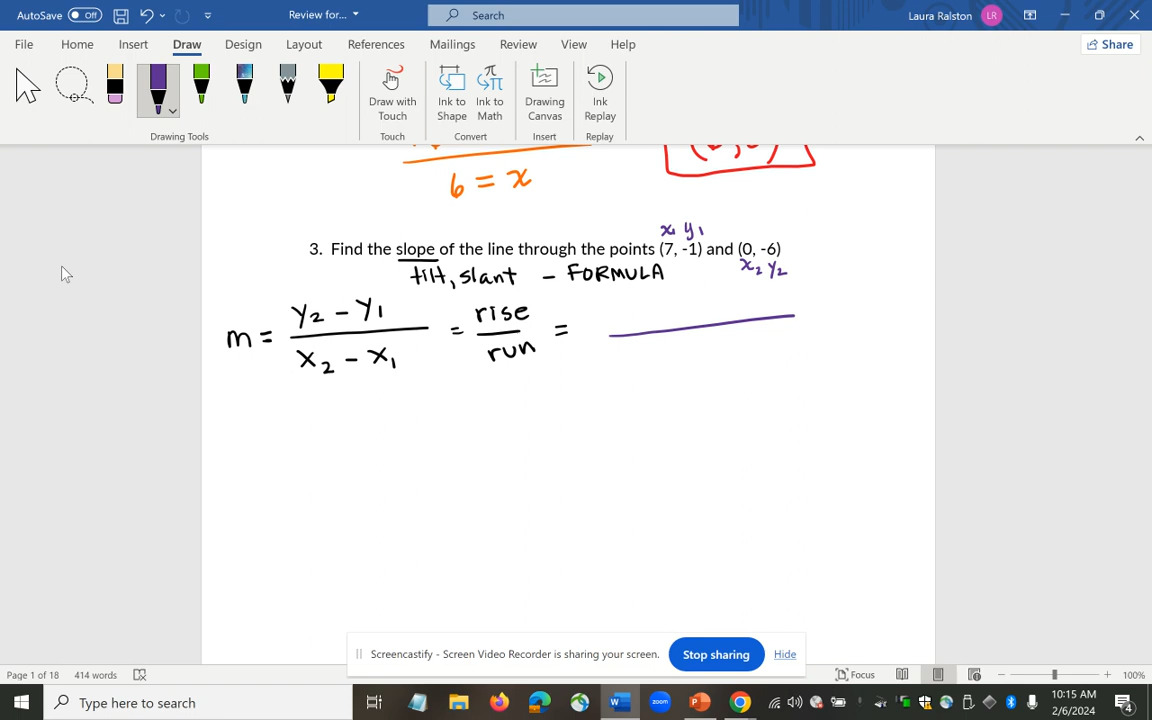 AutoSave Off Review for... Search Laura Ralston LR
File Home Insert Draw Design Layout References Mailings Review View Help Share
Draw with Touch Ink to Shape Ink to Math Drawing Canvas Ink Replay
Drawing Tools Touch Convert Insert Replay
6 = x
x1 y1
3. Find the slope of the line through the points (7, -1) and (0, -6)
x2 y2
tilt, slant - FORMULA
m = y2 - y1 / x2 - x1 = rise / run =
Screencastify - Screen Video Recorder is sharing your screen. Stop sharing Hide
Page 1 of 18 414 words Focus 100%
Type here to search zoom 10:15 AM
2/6/2024 4